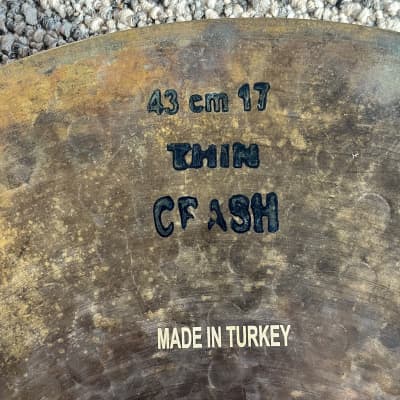 43 cm 17
THIN
CRASH
MADE IN TURKEY